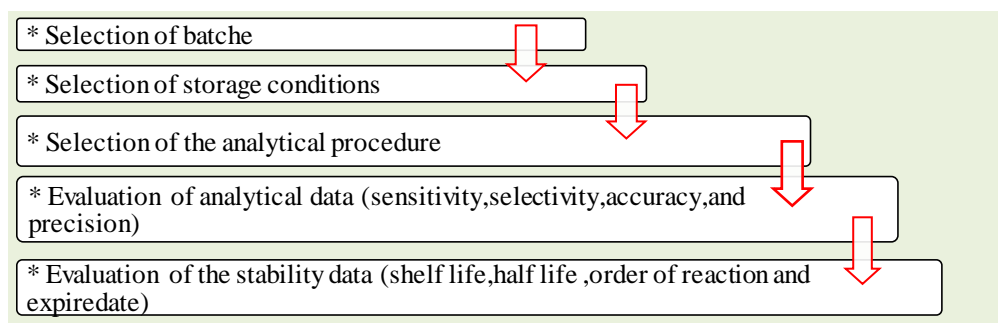 * Selection of batche
* Selection of storage conditions
* Selection of the analytical procedure
* Evaluation of analytical data (sensitivity,selectivity,accuracy,and
precision)
* Evaluation of the stability data (shelf life,half life ,order of reaction and
expiredate)